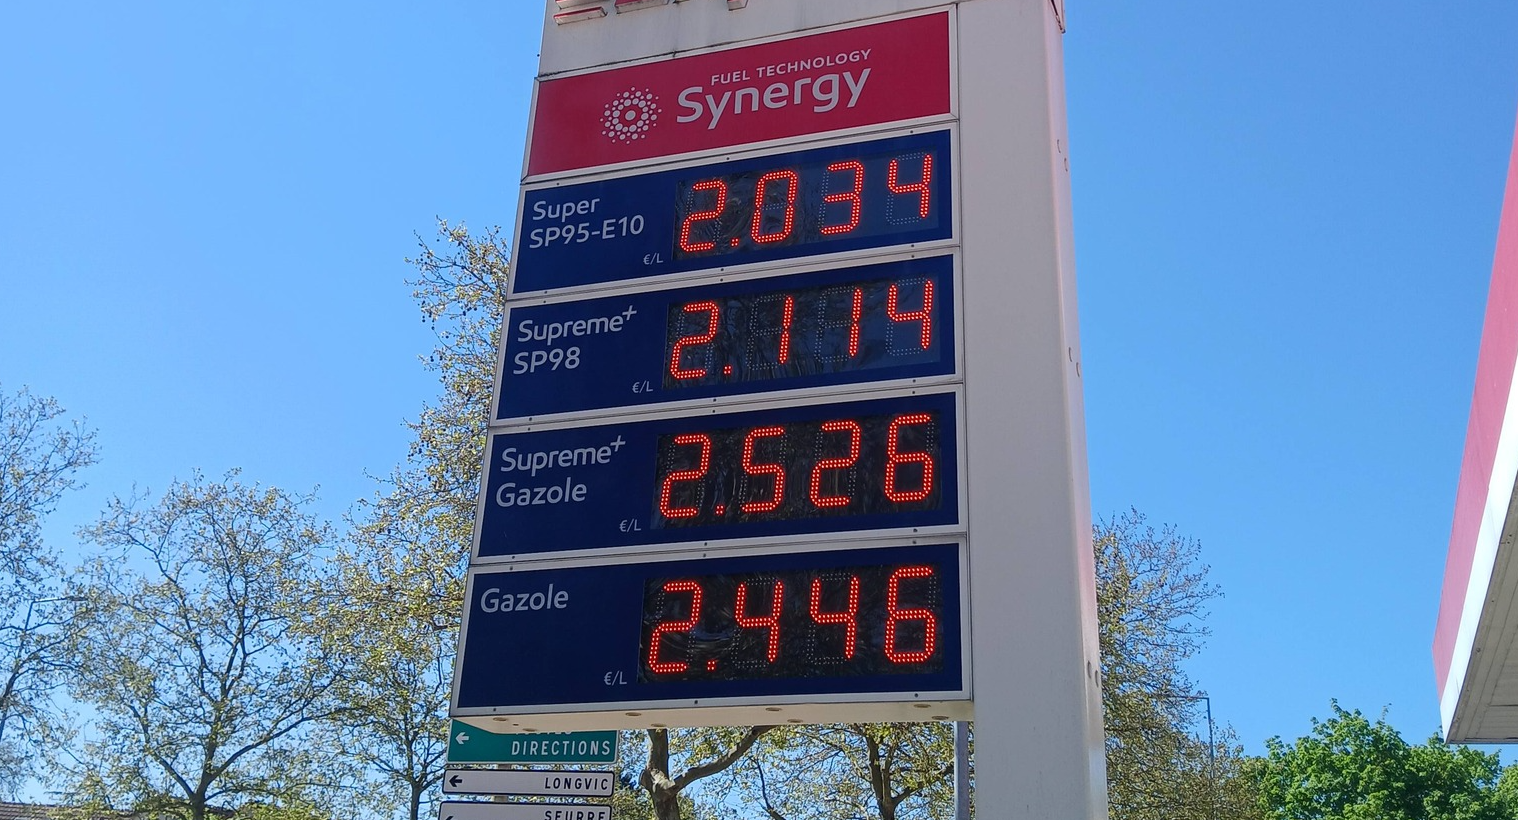 FUEL TECHNOLOGY
Synergy
Super
SP95-E10
€/L
2.034
Supreme+
SP98
€/L
2.114
Supreme+
Gazole
€/L
2.526
Gazole
€/L
2.446
DIRECTIONS
LONGVIC
SEURRE